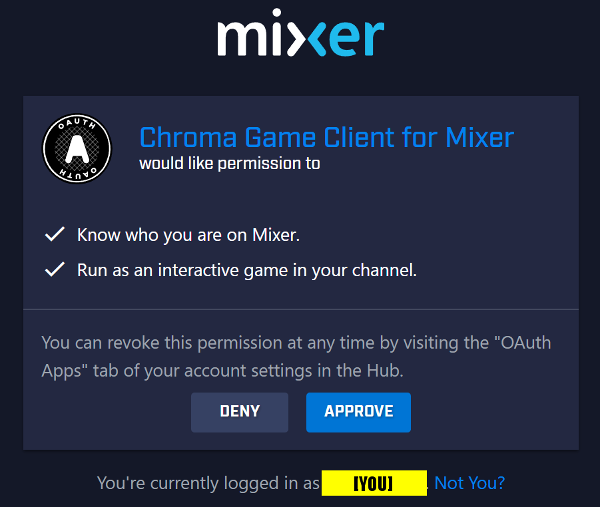 mixer
OAUTH
A
OAUTH
Chroma Game Client for Mixer
would like permission to
Know who you are on Mixer.
Run as an interactive game in your channel.
You can revoke this permission at any time by visiting the "OAuth
Apps" tab of your account settings in the Hub.
DENY APPROVE
You're currently logged in as [YOU]. Not You?